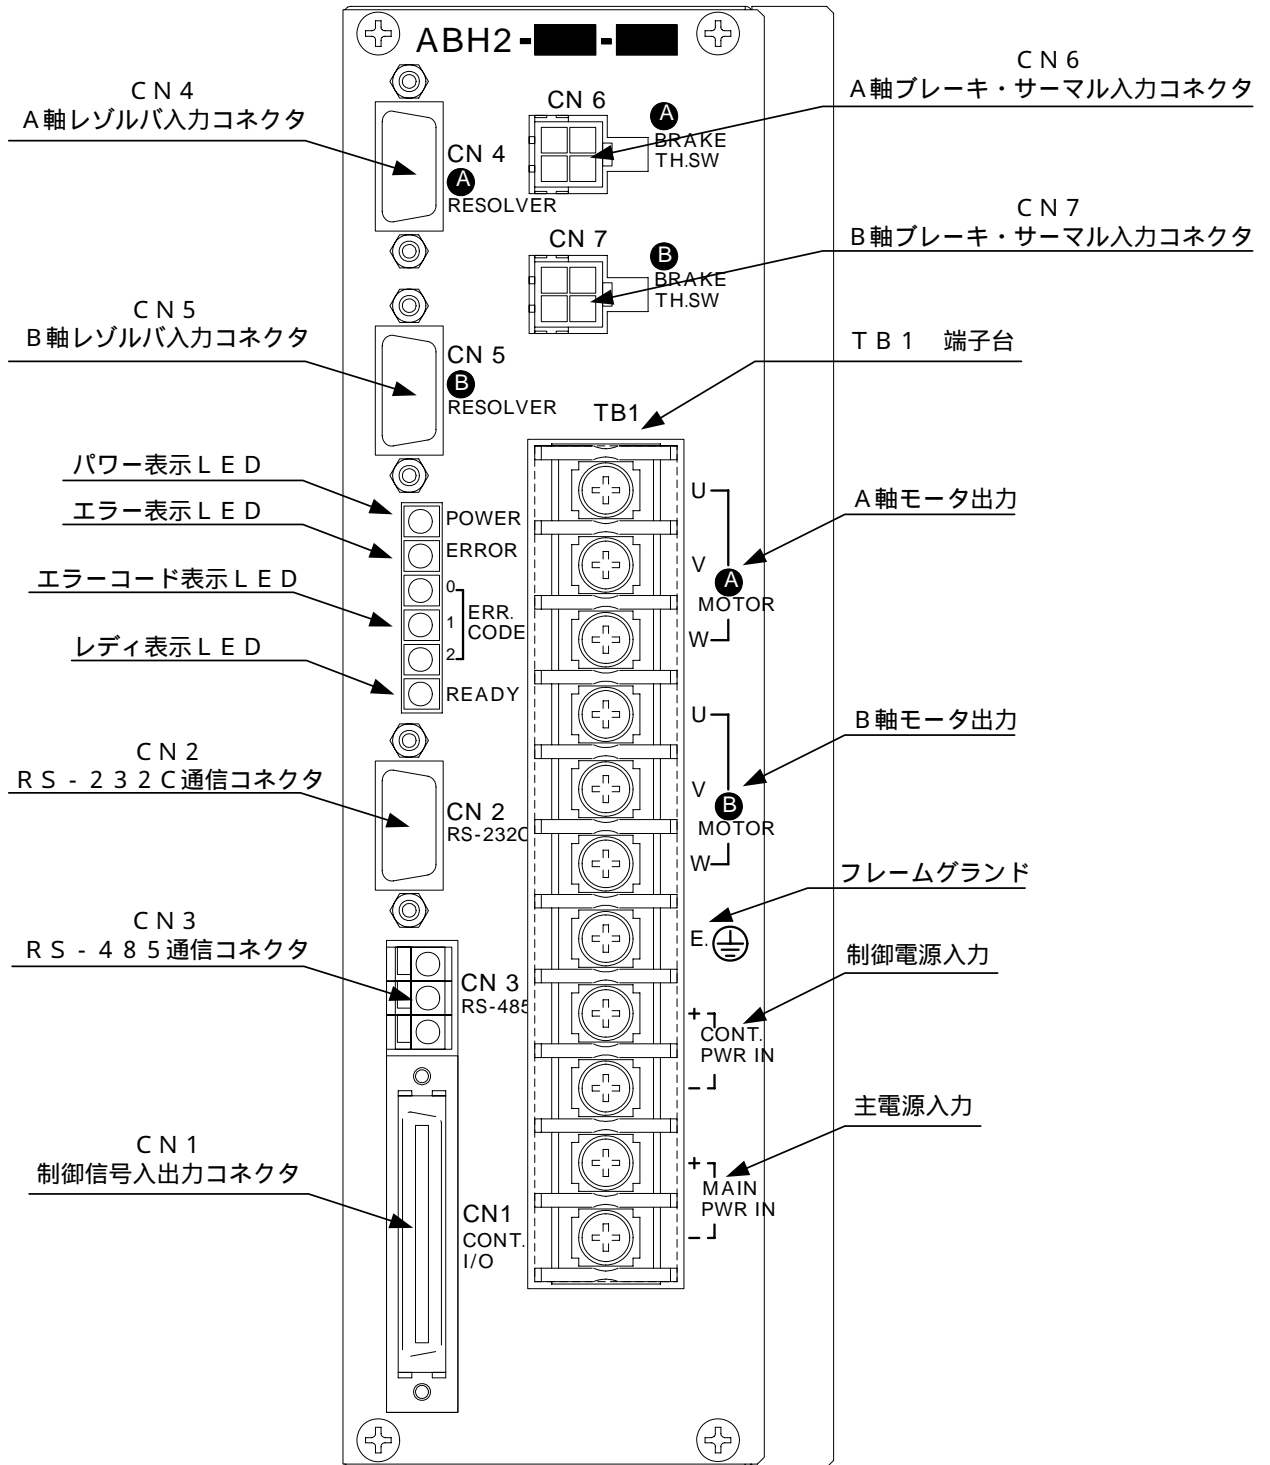 ABH2-
-
CN4
A軸レゾルバ入力コネクタ
CN6
A軸ブレーキ・サーマル入力コネクタ
CN 6
A
BRAKE
TH.SW
CN 4
A
RESOLVER
CN7
B軸ブレーキ・サーマル入力コネクタ
CN 7
B
BRAKE
TH.SW
CN5
B軸レゾルバ入力コネクタ
CN 5
B
RESOLVER
TB1 端子台
TB1
パワー表示LED
POWER
エラー表示LED
ERROR
エラーコード表示LED
0
1
2
ERR.
CODE
レディ表示LED
READY
U
V
W
A
MOTOR
A軸モータ出力
U
V
W
B
MOTOR
B軸モータ出力
CN2
RS-232C通信コネクタ
CN 2
RS-232C
フレームグランド
E.
CN3
RS-485通信コネクタ
CN 3
RS-485
制御電源入力
+
CONT.
PWR IN
-
主電源入力
+
MAIN
PWR IN
-
CN1
制御信号入出力コネクタ
CN1
CONT.
I/O